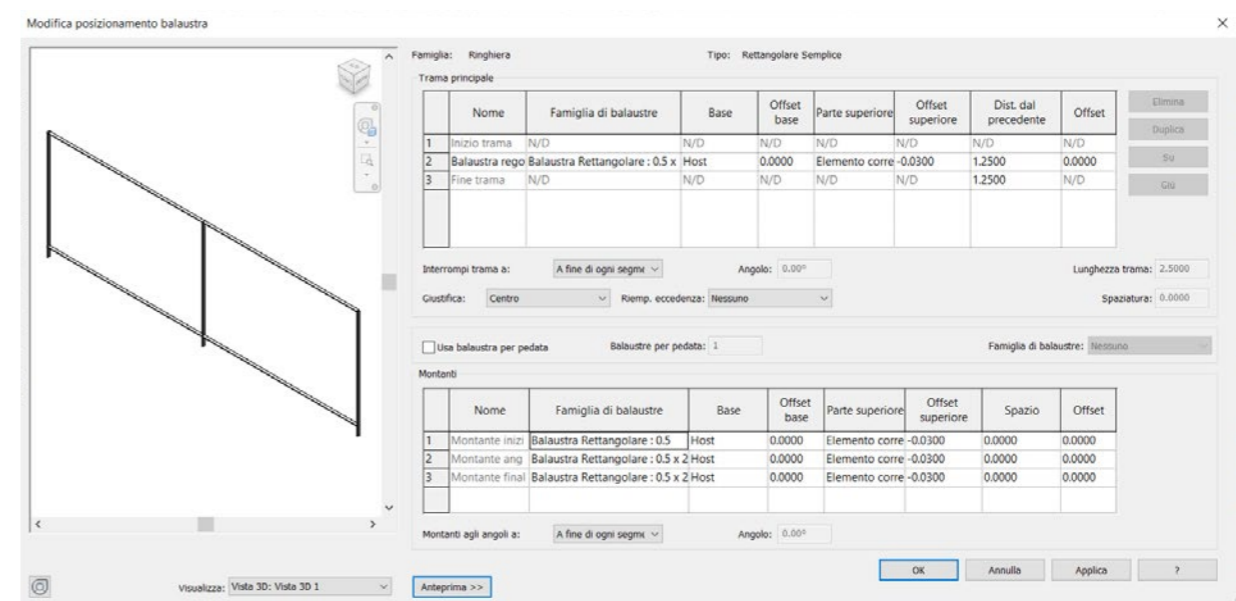 Modifica posizionamento balaustra
Famiglia: Ringhiera Tipo: Rettangolare Semplice
Trama principale
Nome Famiglia di balaustre Base Offset base Parte superiore Offset superiore Dist. dal precedente Offset
1 Inizio trama N/D N/D N/D N/D N/D N/D N/D
2 Balaustra rego Balaustra Rettangolare : 0.5 x Host 0.0000 Elemento corre -0.0300 1.2500 0.0000
3 Fine trama N/D N/D N/D N/D N/D 1.2500 N/D
Elimina
Duplica
Su
Giù
Interrompi trama a: A fine di ogni segme Angolo: 0.00° Lunghezza trama: 2.5000
Giustifica: Centro Riemp. eccedenza: Nessuno Spaziatura: 0.0000
Usa balaustra per pedata Balaustre per pedata: 1 Famiglia di balaustre: Nessuno
Montanti
Nome Famiglia di balaustre Base Offset base Parte superiore Offset superiore Spazio Offset
1 Montante inizi Balaustra Rettangolare : 0.5 Host 0.0000 Elemento corre -0.0300 0.0000 0.0000
2 Montante ang Balaustra Rettangolare : 0.5 x 2 Host 0.0000 Elemento corre -0.0300 0.0000 0.0000
3 Montante final Balaustra Rettangolare : 0.5 x 2 Host 0.0000 Elemento corre -0.0300 0.0000 0.0000
Montanti agli angoli a: A fine di ogni segme Angolo: 0.00°
OK Annulla Applica ?
Visualizza: Vista 3D: Vista 3D 1 Anteprima >>